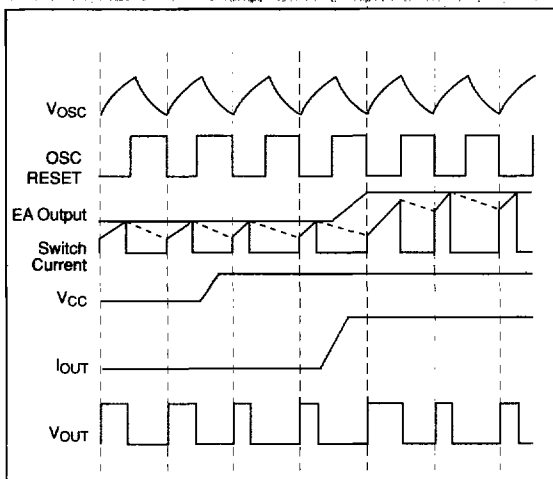 VOSC
OSC
RESET
EA Output
Switch
Current
VCC
IOUT
VOUT